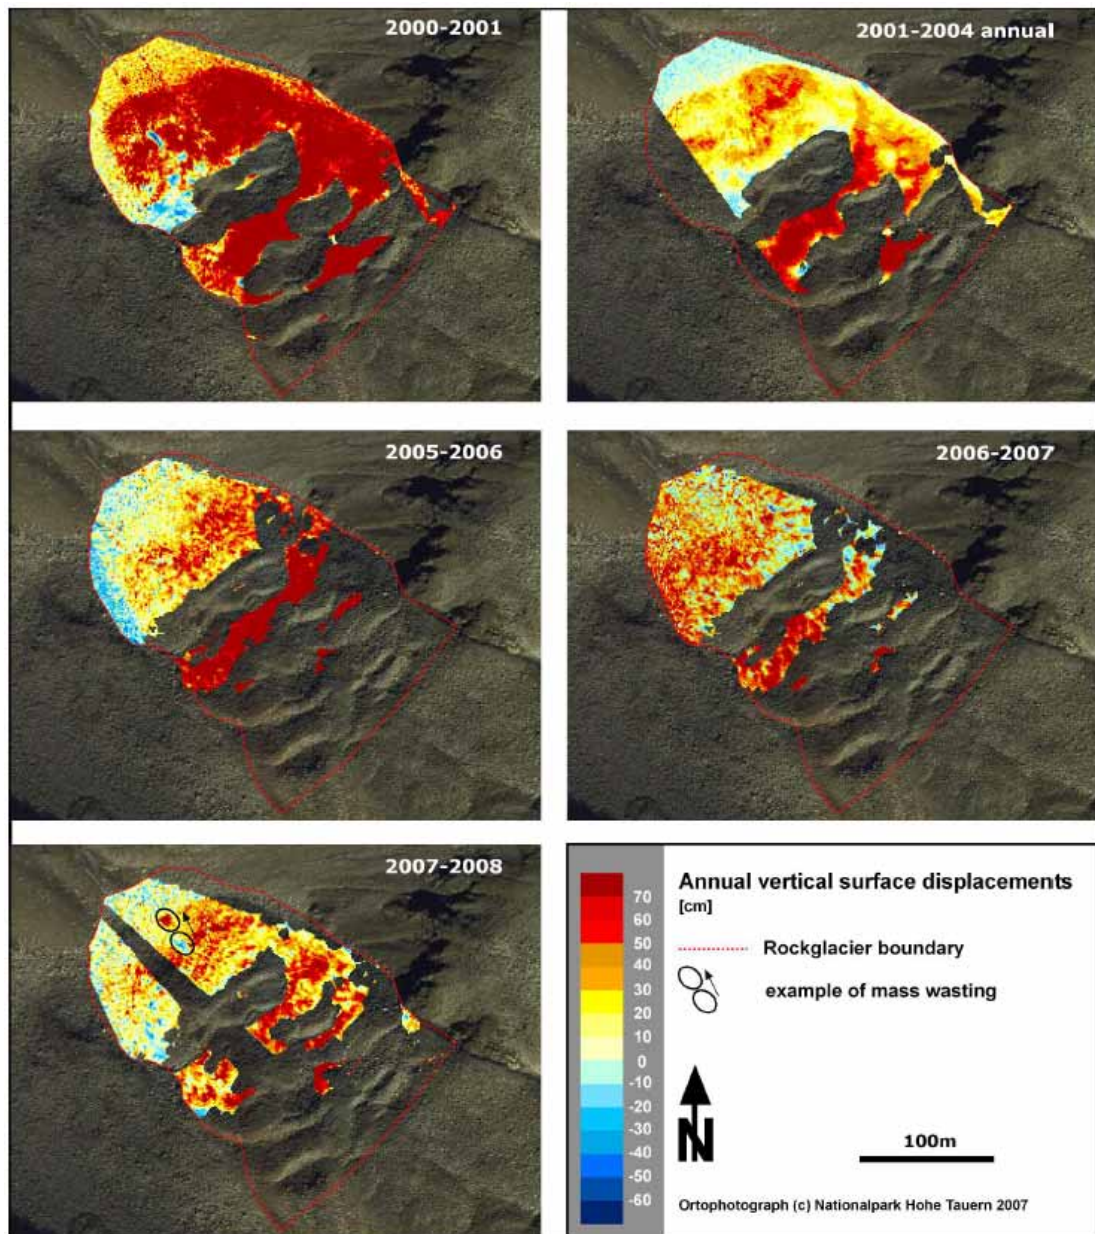 2000-2001
2001-2004 annual
2005-2006
2006-2007
2007-2008
Annual vertical surface displacements
[cm]
70
60
50
40
30
20
10
0
-10
-20
-30
-40
-50
-60
Rockglacier boundary
example of mass wasting
N
100m
Ortophotograph (c) Nationalpark Hohe Tauern 2007